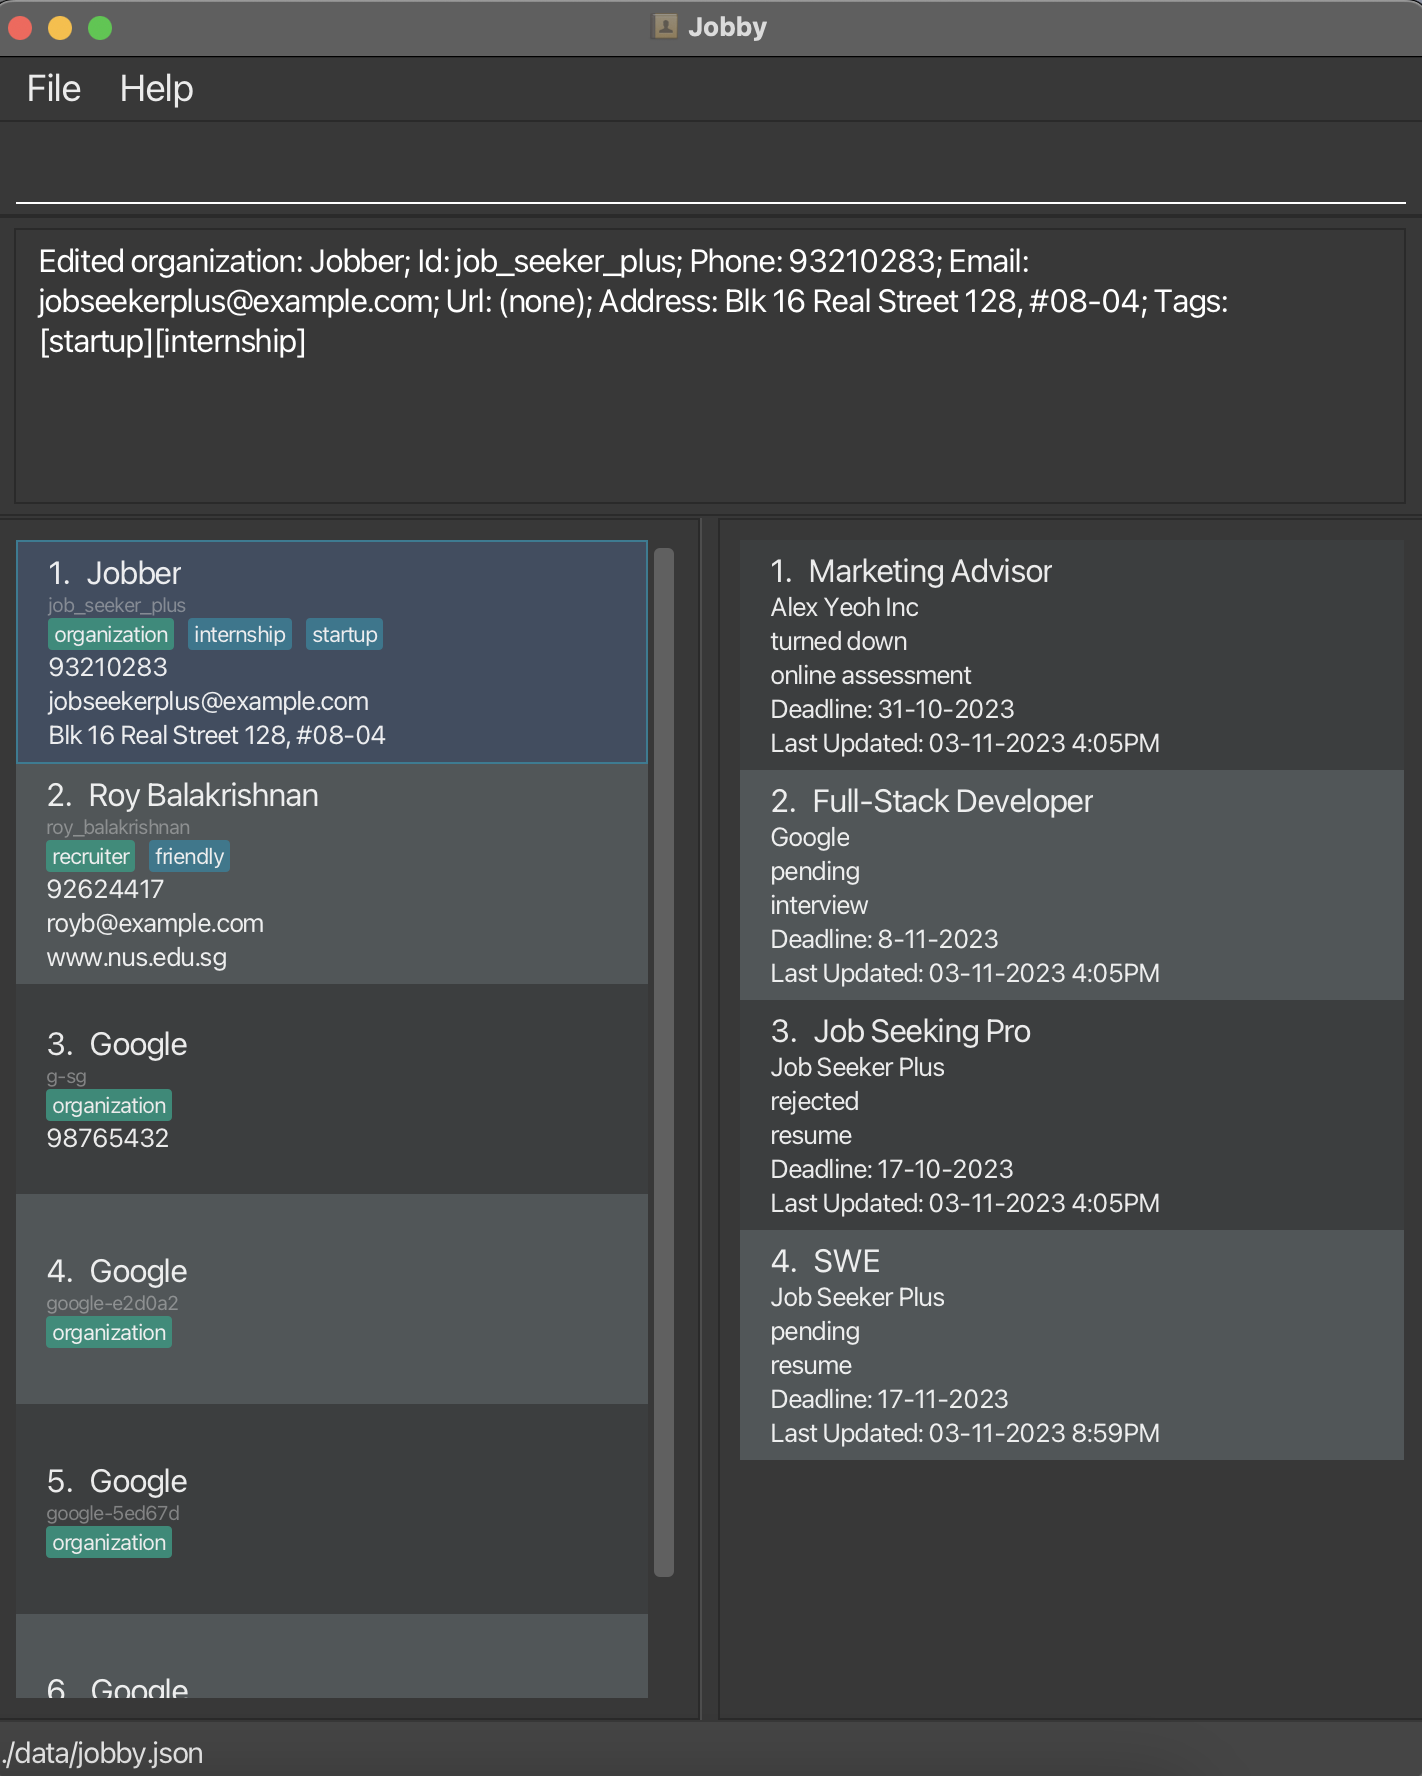 Jobby
File Help
Edited organization: Jobber; Id: job_seeker_plus; Phone: 93210283; Email:
jobseekerplus@example.com; Url: (none); Address: Blk 16 Real Street 128, #08-04; Tags:
[startup][internship]
1. Jobber
job_seeker_plus
organization internship startup
93210283
jobseekerplus@example.com
Blk 16 Real Street 128, #08-04
2. Roy Balakrishnan
roy_balakrishnan
recruiter friendly
92624417
royb@example.com
www.nus.edu.sg
3. Google
g-sg
organization
98765432
4. Google
google-e2d0a2
organization
5. Google
google-5ed67d
organization
6. Google
1. Marketing Advisor
Alex Yeoh Inc
turned down
online assessment
Deadline: 31-10-2023
Last Updated: 03-11-2023 4:05PM
2. Full-Stack Developer
Google
pending
interview
Deadline: 8-11-2023
Last Updated: 03-11-2023 4:05PM
3. Job Seeking Pro
Job Seeker Plus
rejected
resume
Deadline: 17-10-2023
Last Updated: 03-11-2023 4:05PM
4. SWE
Job Seeker Plus
pending
resume
Deadline: 17-11-2023
Last Updated: 03-11-2023 8:59PM
./data/jobby.json